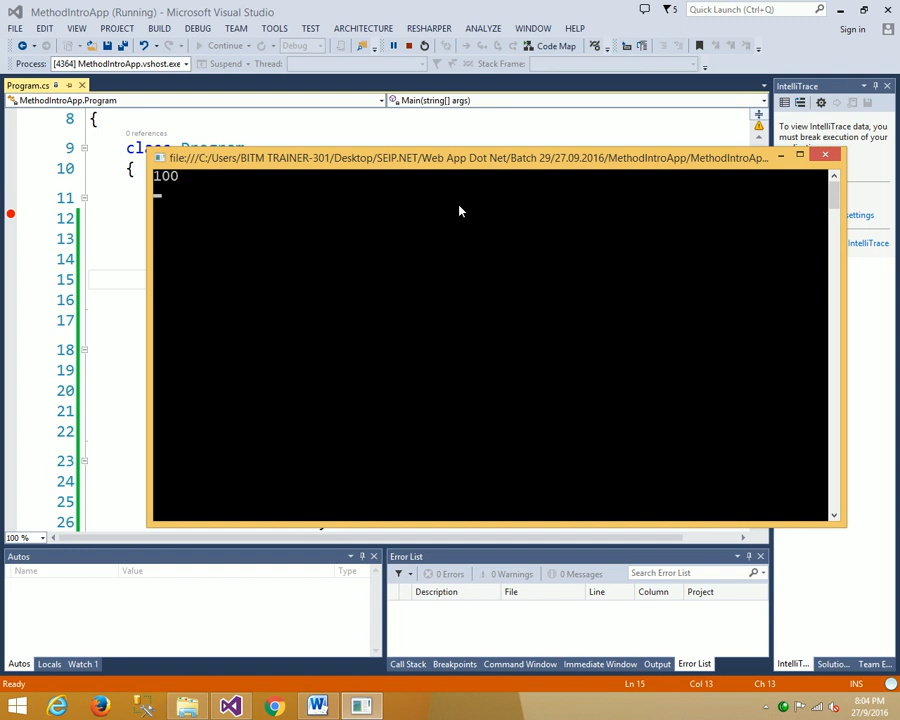 MethodIntroApp (Running) - Microsoft Visual Studio
5
Quick Launch (Ctrl+Q)
FILE EDIT VIEW PROJECT BUILD DEBUG TEAM TOOLS TEST ARCHITECTURE RESHARPER ANALYZE WINDOW HELP
Sign in
Continue
Debug
Code Map
Process: [4364] MethodIntroApp.vshost.exe
Suspend
Thread:
Stack Frame:
Program.cs
IntelliTrace
MethodIntroApp.Program
Main(string[] args)
8 {
0 references
9 class Program
10 {
11
12
13
14
15
16
17
18
19
20
21
22
23
24
25
26
file:///C:/Users/BITM TRAINER-301/Desktop/SEIP.NET/Web App Dot Net/Batch 29/27.09.2016/MethodIntroApp/MethodIntroAp...
100
To view IntelliTrace data, you
must break execution of your
settings
IntelliTrace
100 %
Autos
Name Value Type
Error List
0 Errors 0 Warnings 0 Messages
Search Error List
Description File Line Column Project
Autos Locals Watch 1
Call Stack Breakpoints Command Window Immediate Window Output Error List
IntelliT... Solutio... Team E...
Ready
Ln 15 Col 13 Ch 13 INS
8:04 PM
27/9/2016